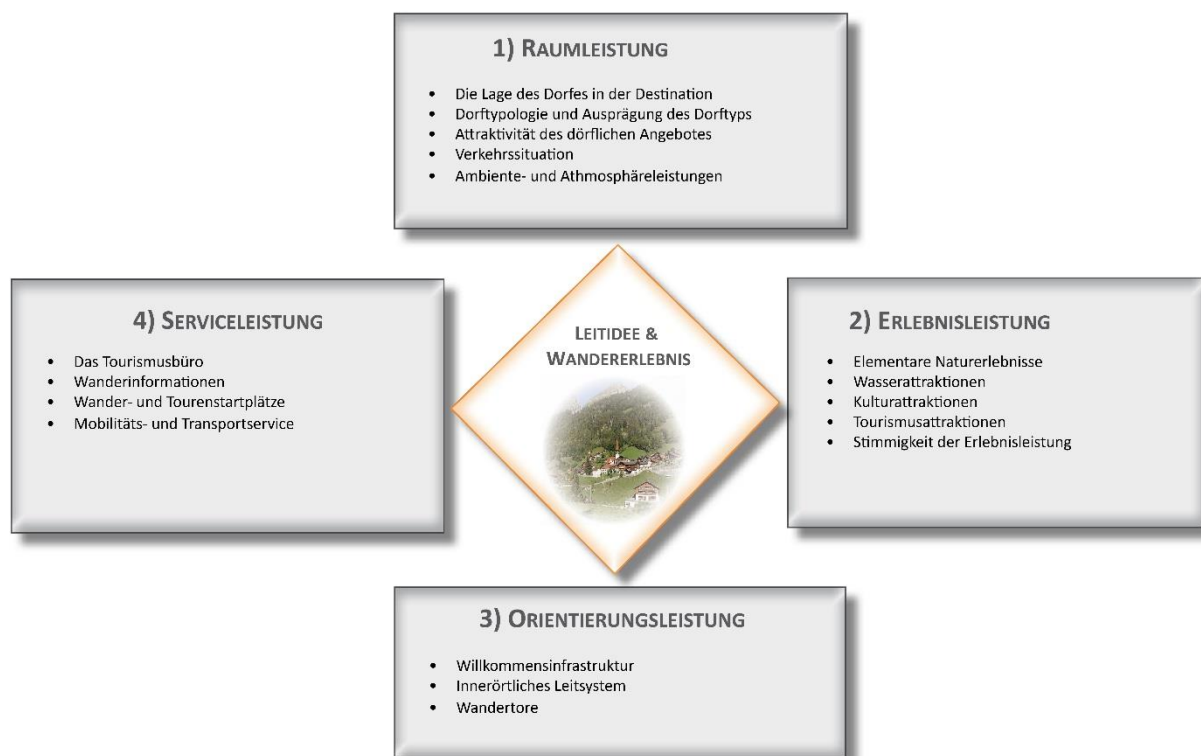 1) RAUMLEISTUNG
• Die Lage des Dorfes in der Destination
• Dorftypologie und Ausprägung des Dorftyps
• Attraktivität des dörflichen Angebotes
• Verkehrssituation
• Ambiente- und Athmosphäreleistungen
4) SERVICELEISTUNG
• Das Tourismusbüro
• Wanderinformationen
• Wander- und Tourenstartplätze
• Mobilitäts- und Transportservice
LEITIDEE &
WANDERERLEBNIS
2) ERLEBNISLEISTUNG
• Elementare Naturerlebnisse
• Wasserattraktionen
• Kulturattraktionen
• Tourismusattraktionen
• Stimmigkeit der Erlebnisleistung
3) ORIENTIERUNGSLEISTUNG
• Willkommensinfrastruktur
• Innerörtliches Leitsystem
• Wandertore